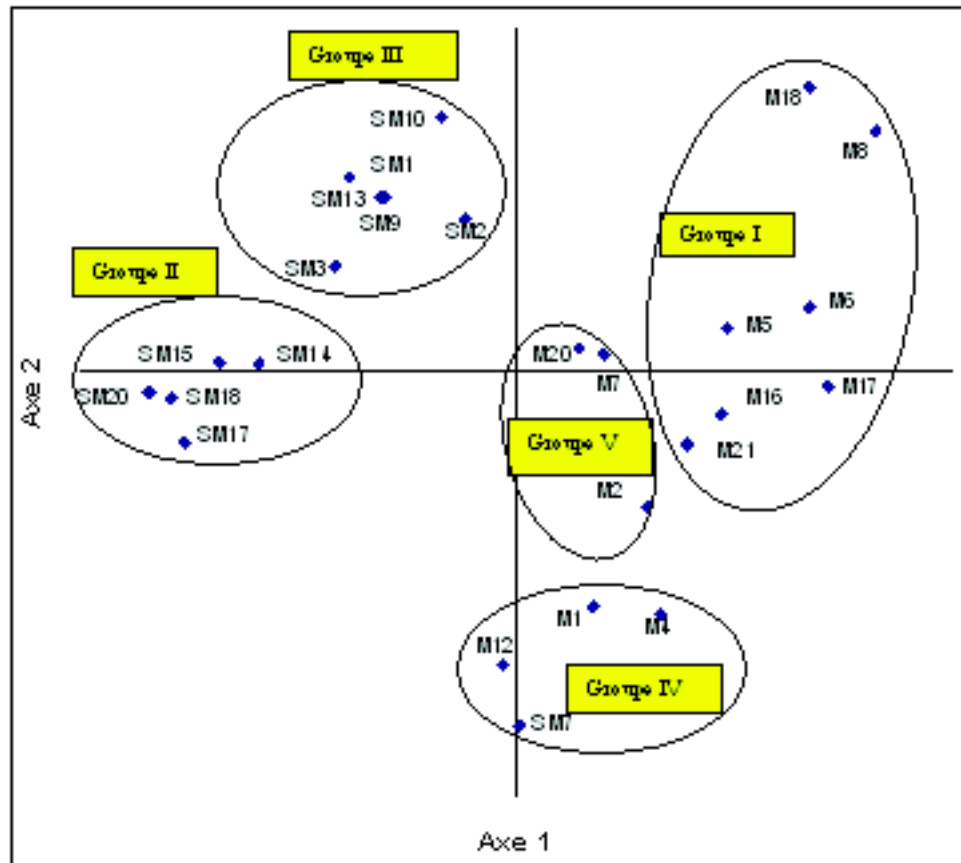 Groupe III
M18
SM10
M8
SM1
SM13
SM9
SM2
Groupe I
Groupe II
SM3
M6
M5
SM15
SM14
M20
M7
M17
SM20
SM18
M16
SM17
Groupe V
M21
M2
Axe 2
M1
M4
M12
Groupe IV
SM7
Axe 1